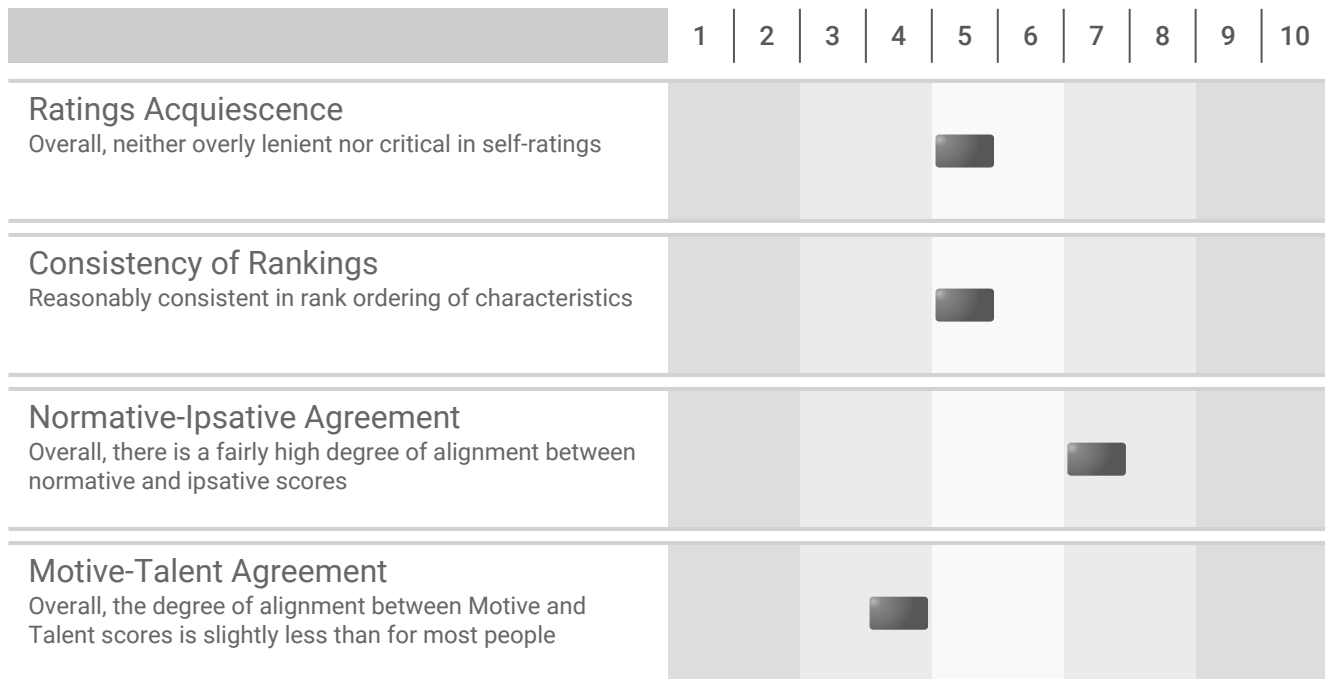 1 2 3 4 5 6 7 8 9 10
Ratings Acquiescence
Overall, neither overly lenient nor critical in self-ratings
Consistency of Rankings
Reasonably consistent in rank ordering of characteristics
Normative-Ipsative Agreement
Overall, there is a fairly high degree of alignment between
normative and ipsative scores
Motive-Talent Agreement
Overall, the degree of alignment between Motive and
Talent scores is slightly less than for most people